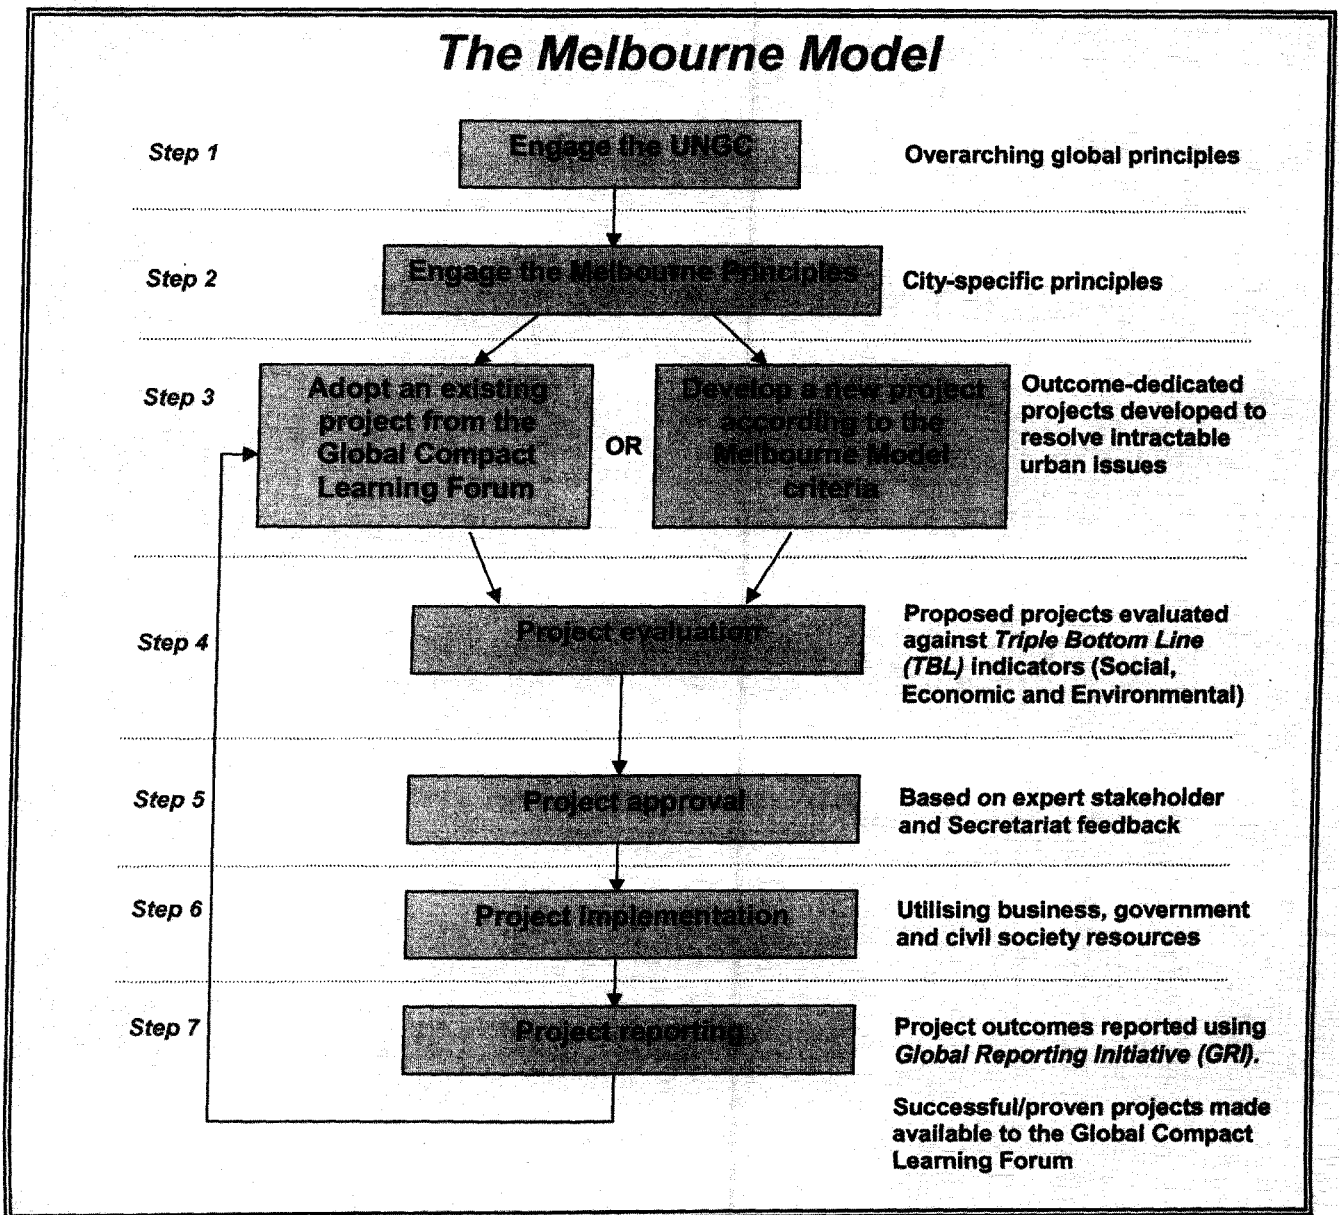 The Melbourne Model
Step 1
Engage the UNGC
Overarching global principles
Step 2
Engage the Melbourne Principles
City-specific principles
Step 3
Adopt an existing
project from the
Global Compact
Learning Forum
OR
Develop a new project
according to the
Melbourne Model
criteria
Outcome-dedicated
projects developed to
resolve intractable
urban issues
Step 4
Project evaluation
Proposed projects evaluated
against Triple Bottom Line
(TBL) indicators (Social,
Economic and Environmental)
Step 5
Project approval
Based on expert stakeholder
and Secretariat feedback
Step 6
Project Implementation
Utilising business, government
and civil society resources
Step 7
Project reporting
Project outcomes reported using
Global Reporting Initiative (GRI).
Successful/proven projects made
available to the Global Compact
Learning Forum